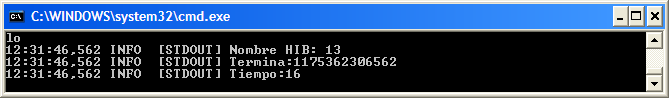 C:\WINDOWS\system32\cmd.exe
lo
12:31:46,562 INFO  [STDOUT] Nombre HIB: 13
12:31:46,562 INFO  [STDOUT] Termina:1175362306562
12:31:46,562 INFO  [STDOUT] Tiempo:16